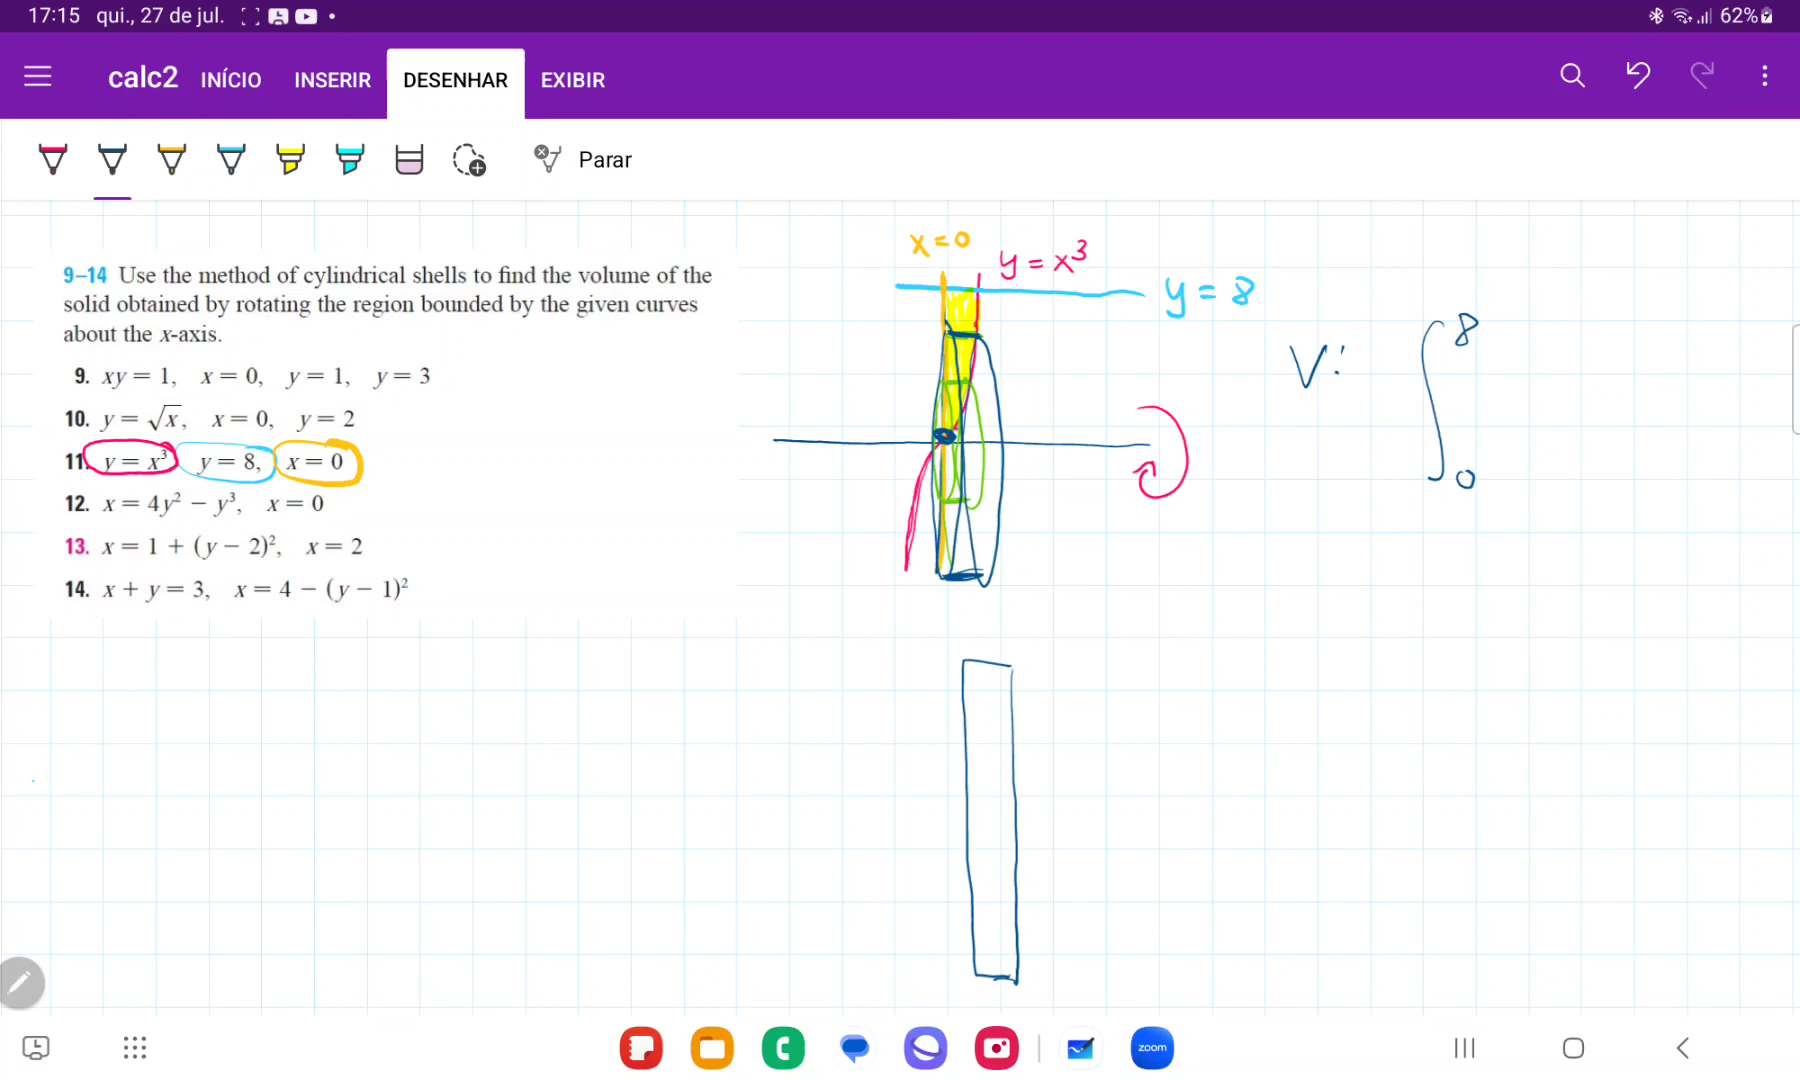 17:15 qui., 27 de jul.
62%
calc2 INÍCIO INSERIR DESENHAR EXIBIR
Parar
9–14 Use the method of cylindrical shells to find the volume of the
solid obtained by rotating the region bounded by the given curves
about the x-axis.
9. xy = 1, x = 0, y = 1, y = 3
10. y = √x, x = 0, y = 2
11. y = x³ y = 8, x = 0
12. x = 4y² − y³, x = 0
13. x = 1 + (y − 2)², x = 2
14. x + y = 3, x = 4 − (y − 1)²
x = 0
y = x³
y = 8
V: ∫ 8
0
zoom